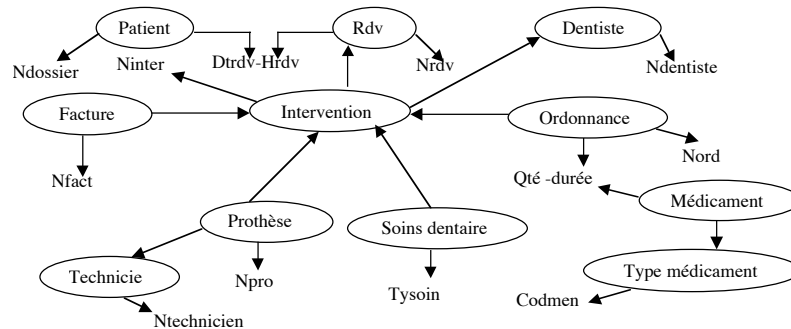 Patient
Rdv
Dentiste
Ndossier
Ninter
Dtrdv-Hrdv
Nrdv
Ndentiste
Facture
Intervention
Ordonnance
Nfact
Qté -durée
Nord
Prothèse
Soins dentaire
Médicament
Technicie
Npro
Tysoin
Type médicament
Codmen
Ntechnicien